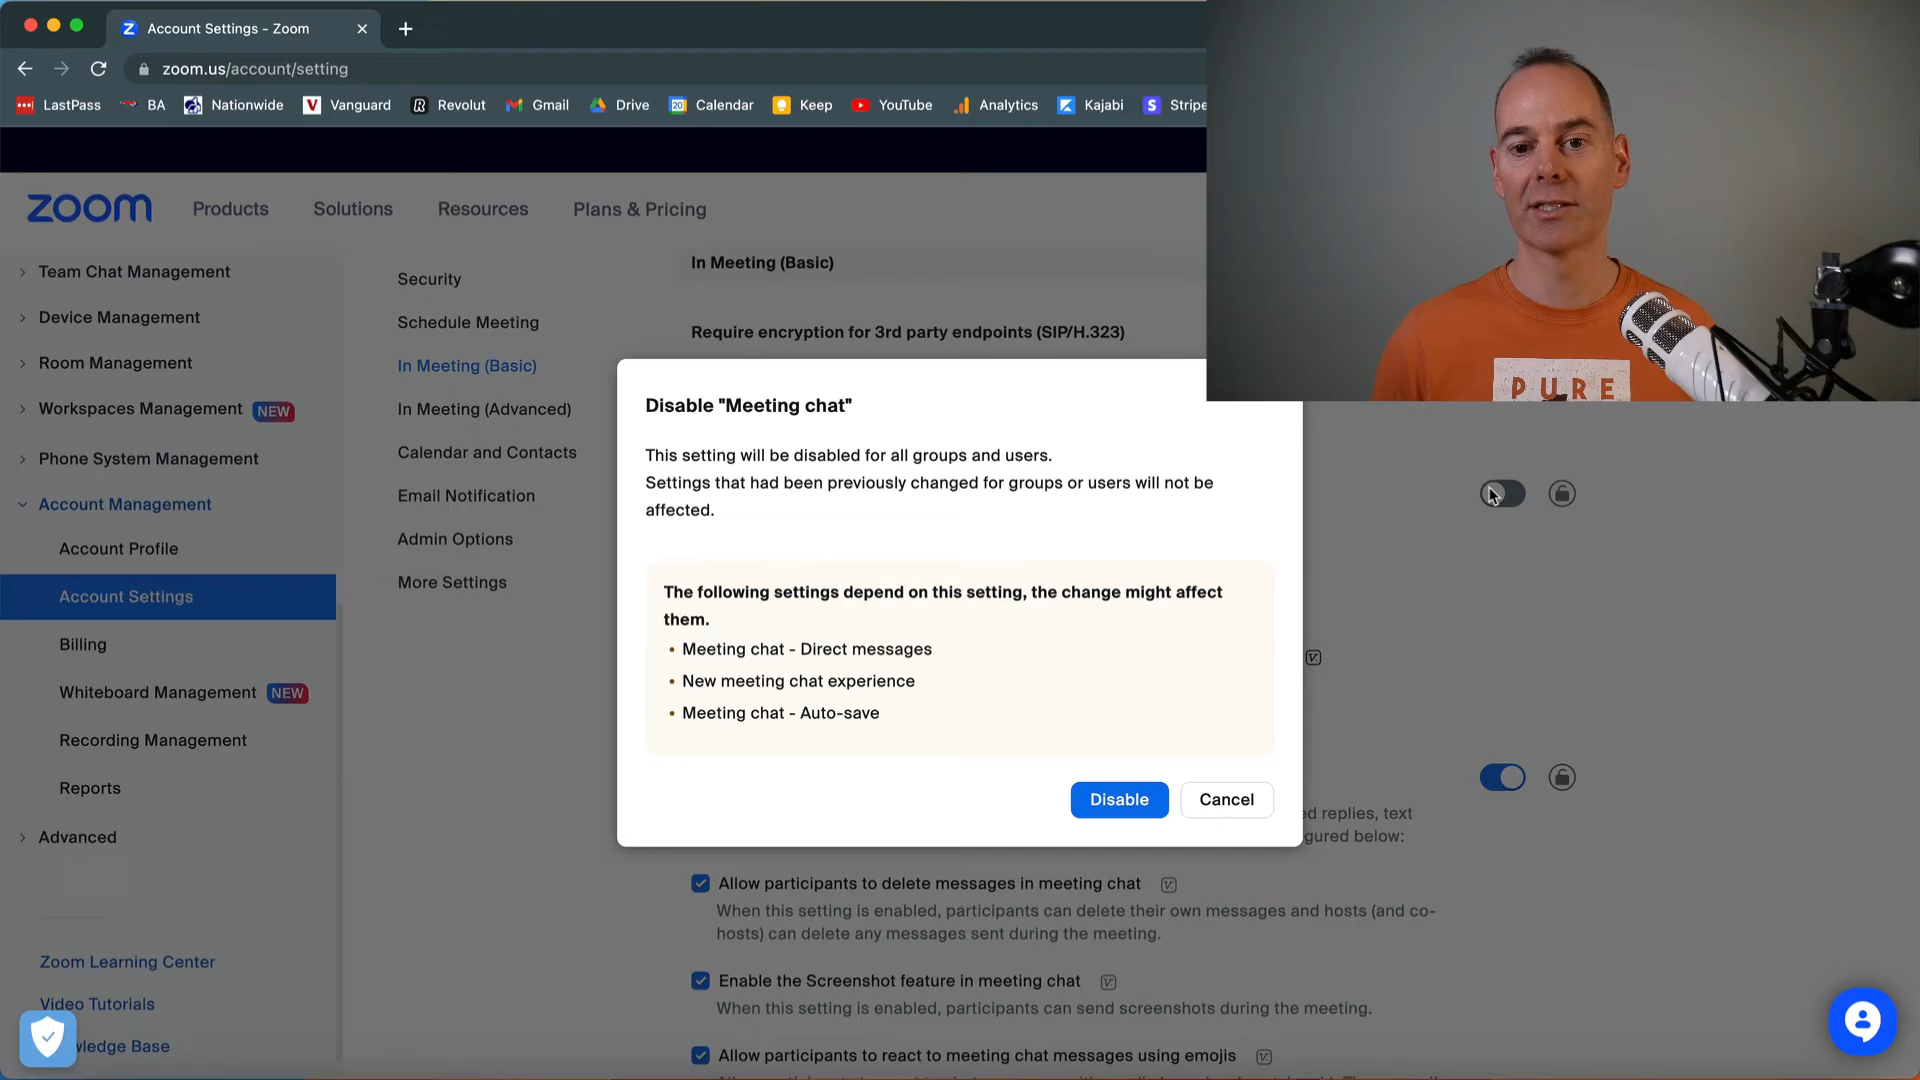 Account Settings - Zoom
zoom.us/account/setting
LastPass
BA
Nationwide
Vanguard
Revolut
Gmail
Drive
20
Calendar
Keep
YouTube
Analytics
Kajabi
Stripe
zoom
Products
Solutions
Resources
Plans & Pricing
Team Chat Management
Device Management
Room Management
Workspaces Management NEW
Phone System Management
Account Management
Account Profile
Account Settings
Billing
Whiteboard Management NEW
Recording Management
Reports
Advanced
Zoom Learning Center
Video Tutorials
wledge Base
Security
Schedule Meeting
In Meeting (Basic)
In Meeting (Advanced)
Calendar and Contacts
Email Notification
Admin Options
More Settings
In Meeting (Basic)
Require encryption for 3rd party endpoints (SIP/H.323)
Disable "Meeting chat"
This setting will be disabled for all groups and users.
Settings that had been previously changed for groups or users will not be
affected.
The following settings depend on this setting, the change might affect
them.
• Meeting chat - Direct messages
• New meeting chat experience
• Meeting chat - Auto-save
Disable
Cancel
ed replies, text
gured below:
Allow participants to delete messages in meeting chat
When this setting is enabled, participants can delete their own messages and hosts (and co-
hosts) can delete any messages sent during the meeting.
Enable the Screenshot feature in meeting chat
When this setting is enabled, participants can send screenshots during the meeting.
Allow participants to react to meeting chat messages using emojis
PURE